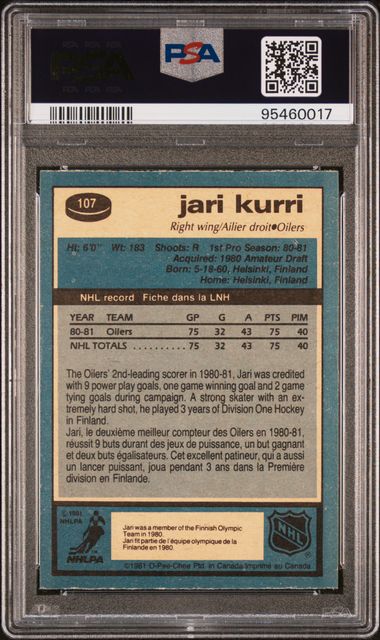 PSA
PSA
95460017
107
jari kurri
Right wing/Ailier droit•Oilers
Ht: 6'0" Wt: 183 Shoots: R 1st Pro Season: 80-81
Acquired: 1980 Amateur Draft
Born: 5-18-60, Helsinki, Finland
Home: Helsinki, Finland
NHL record Fiche dans la LNH
YEAR TEAM GP G A PTS PIM
80-81 Oilers 75 32 43 75 40
NHL TOTALS .......... 75 32 43 75 40
The Oilers' 2nd-leading scorer in 1980-81, Jari was credited
with 9 power play goals, one game winning goal and 2 game
tying goals during campaign. A strong skater with an ex-
tremely hard shot, he played 3 years of Division One Hockey
in Finland.
Jari, le deuxième meilleur compteur des Oilers en 1980-81,
réussit 9 buts durant des jeux de puissance, un but gagnant
et deux buts égalisateurs. Cet excellent patineur, qui a aussi
un lancer puissant, joua pendant 3 ans dans la Première
division en Finlande.
© 1981
NHLPA
NHLPA
Jari was a member of the Finnish Olympic
Team in 1980.
Jari fit partie de l'équipe olympique de la
Finlande en 1980.
NHL
©1981 O-Pee-Chee Ptd. in Canada/Imprimé au Canada